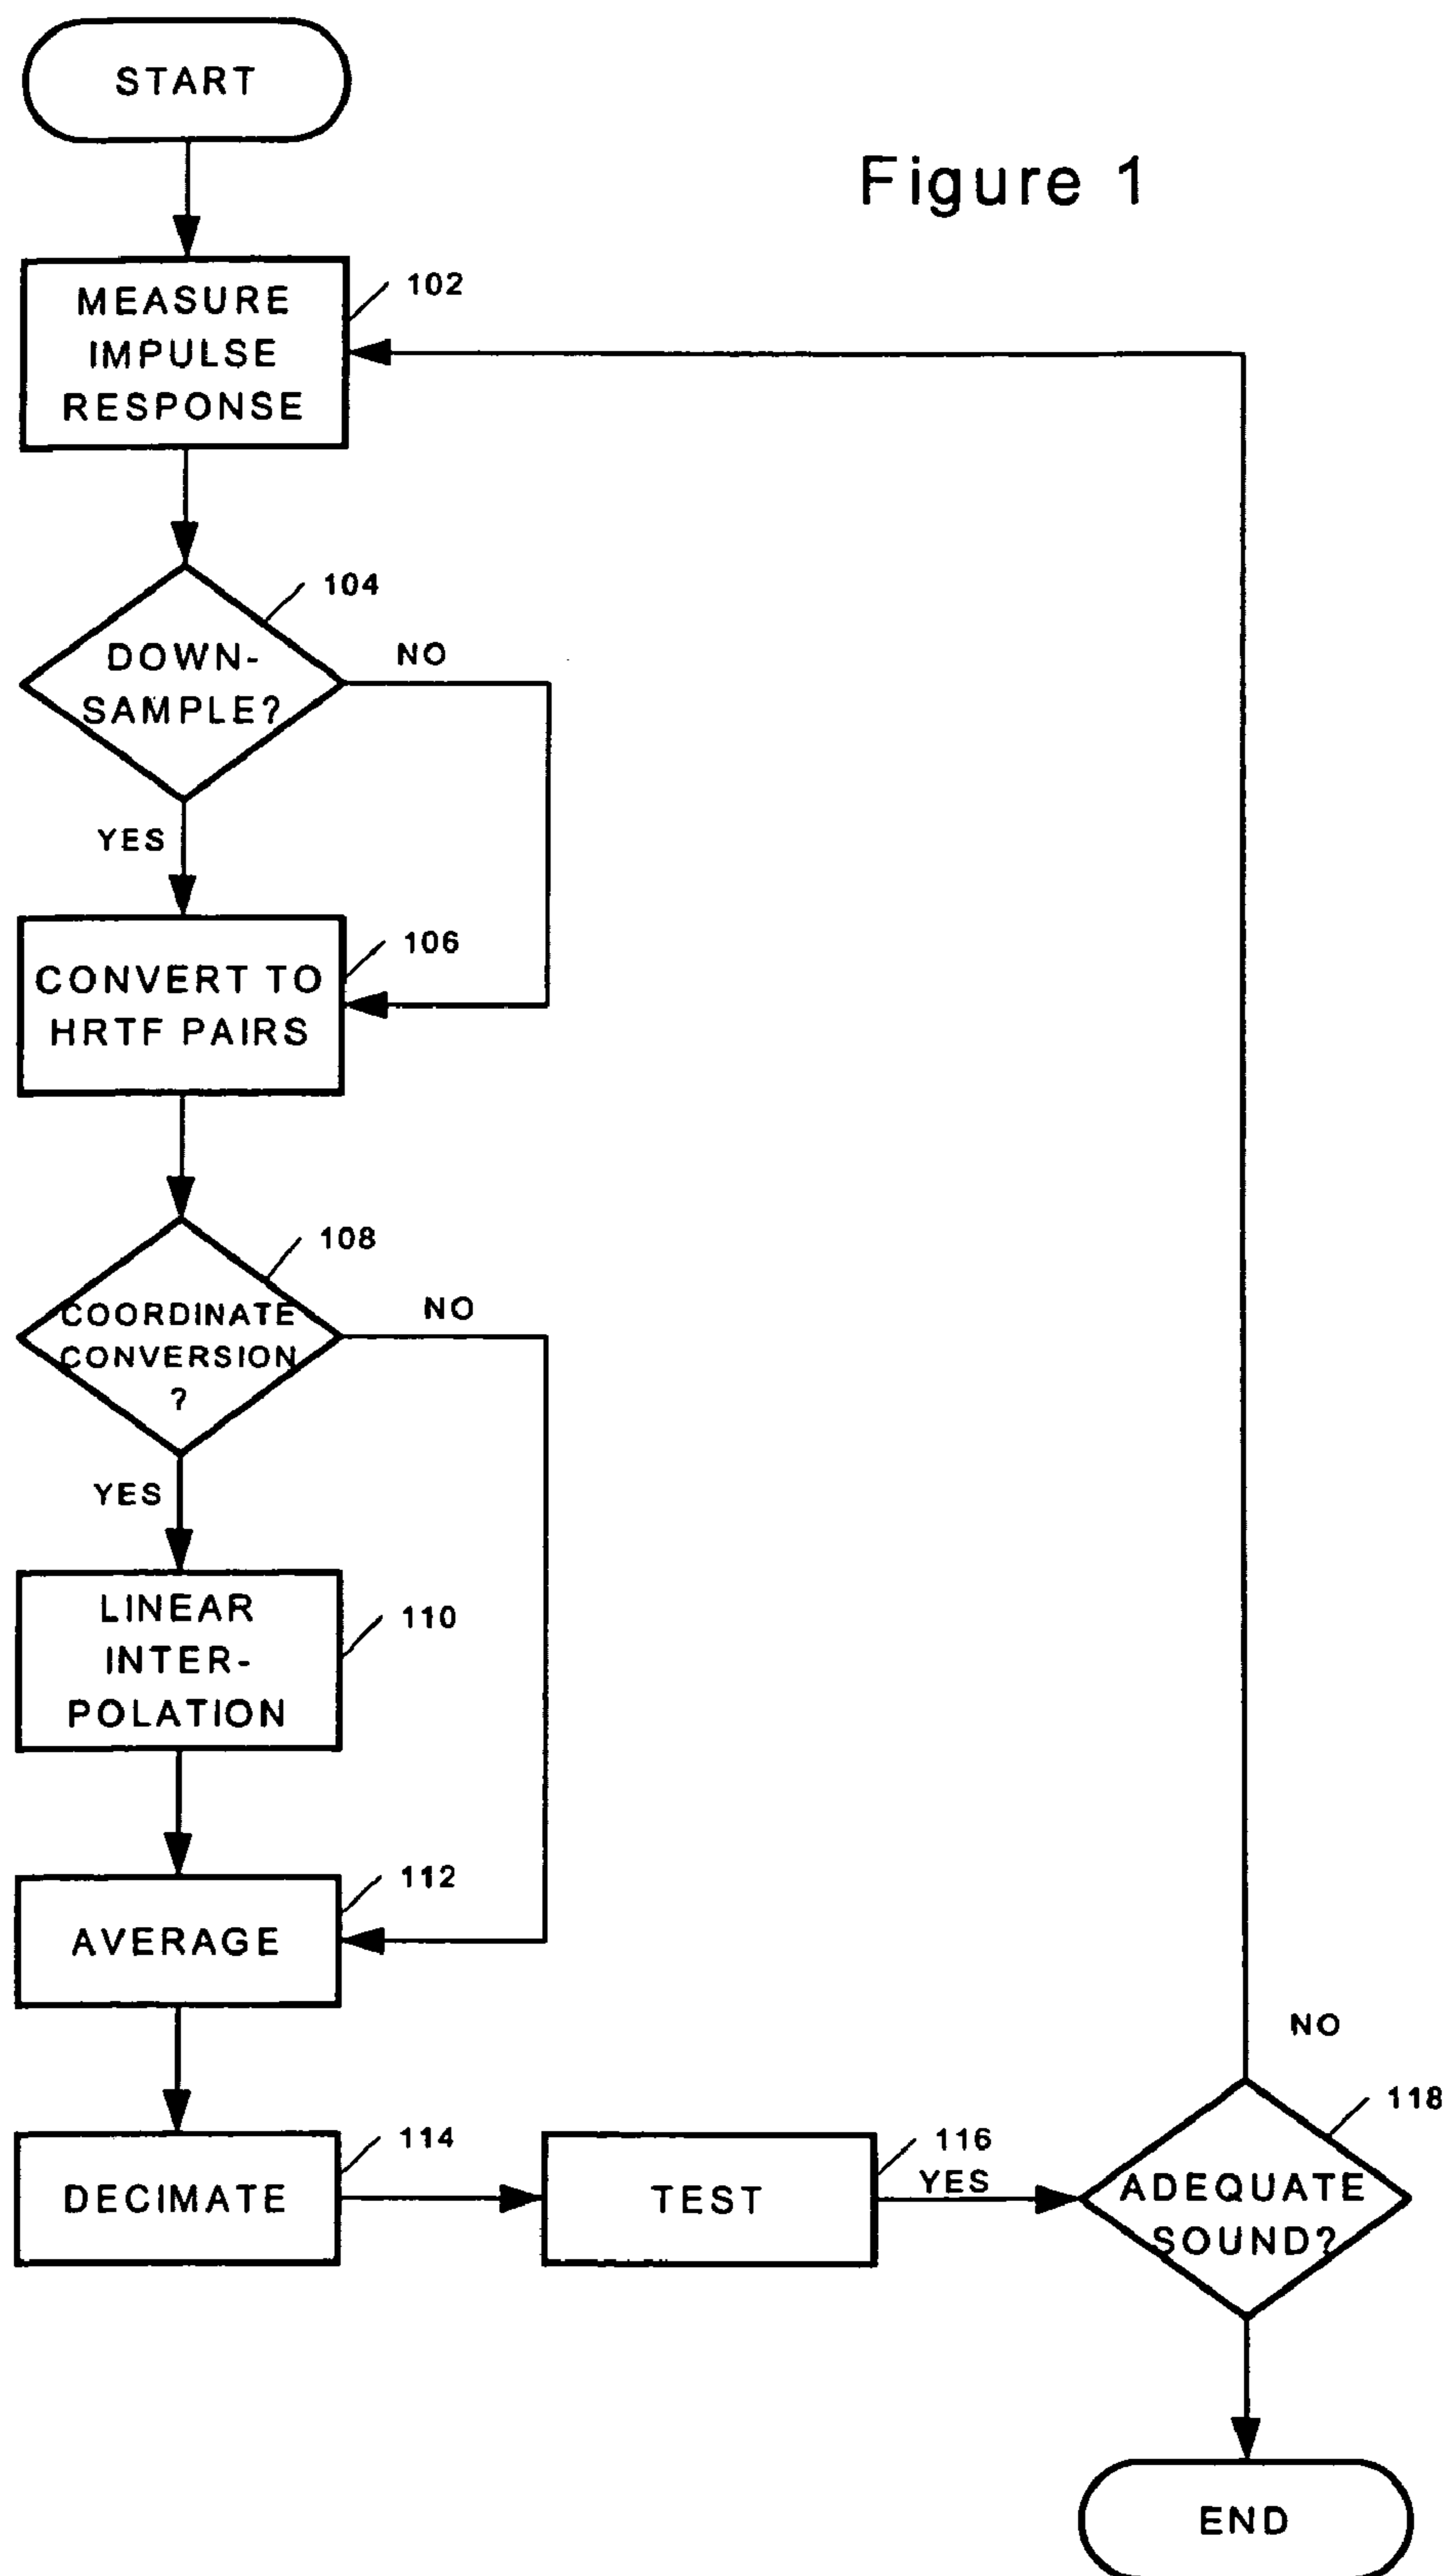 START
Figure 1
MEASURE
IMPULSE
RESPONSE
102
DOWN-
SAMPLE?
104
NO
YES
CONVERT TO
HRTF PAIRS
106
COORDINATE
CONVERSION
?
108
NO
YES
LINEAR
INTER-
POLATION
110
AVERAGE
112
DECIMATE
114
TEST
116
YES
ADEQUATE
SOUND?
118
NO
END